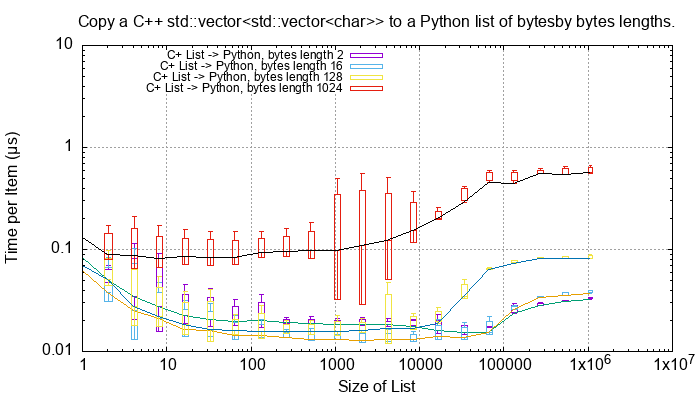 Copy a C++ std::vector<std::vector<char>> to a Python list of bytesby bytes lengths.
10
C+ List -> Python, bytes length 2
C+ List -> Python, bytes length 16
C+ List -> Python, bytes length 128
C+ List -> Python, bytes length 1024
1
Time per Item (µs)
0.1
0.01
1 10 100 1000 10000 100000 1x10^6 1x10^7
Size of List